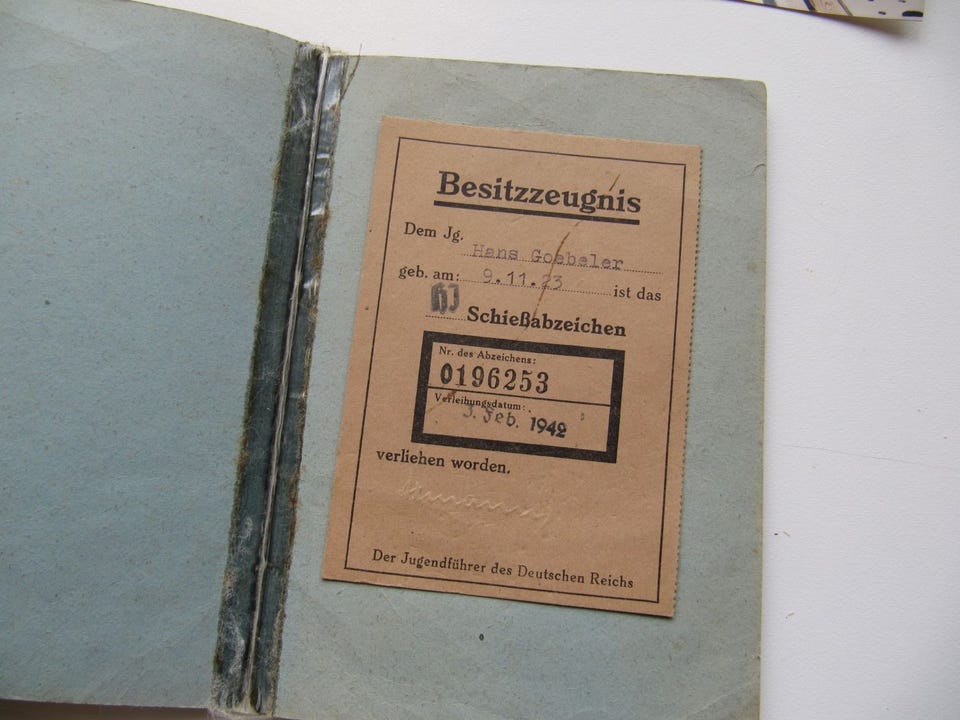 Besitzzeugnis
Dem Jg. Hans Goebeler
geb. am: 9.11.23 ist das
HJ Schießabzeichen
Nr. des Abzeichens:
0196253
Verleihungsdatum:
3. Feb. 1942
verliehen worden.
Der Jugendführer des Deutschen Reichs